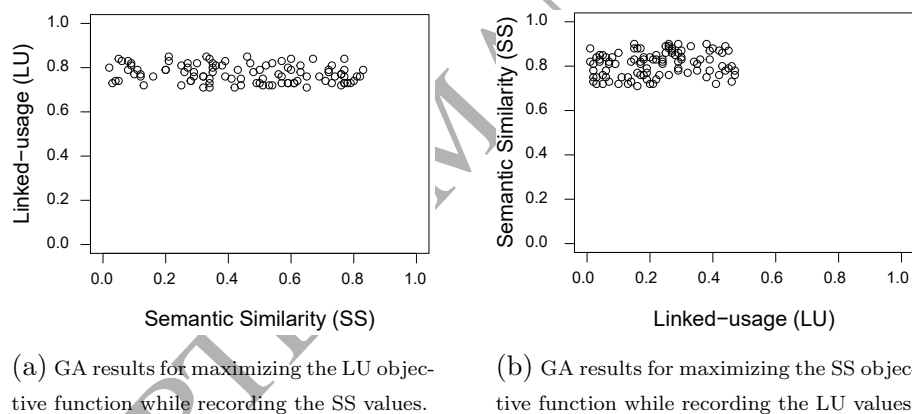 1.0
0.8
0.6
0.4
0.2
0.0
Linked−usage (LU)
0.0 0.2 0.4 0.6 0.8 1.0
Semantic Similarity (SS)
(a) GA results for maximizing the LU objec-
tive function while recording the SS values.
1.0
0.8
0.6
0.4
0.2
0.0
Semantic Similarity (SS)
0.0 0.2 0.4 0.6 0.8 1.0
Linked−usage (LU)
(b) GA results for maximizing the SS objec-
tive function while recording the LU values